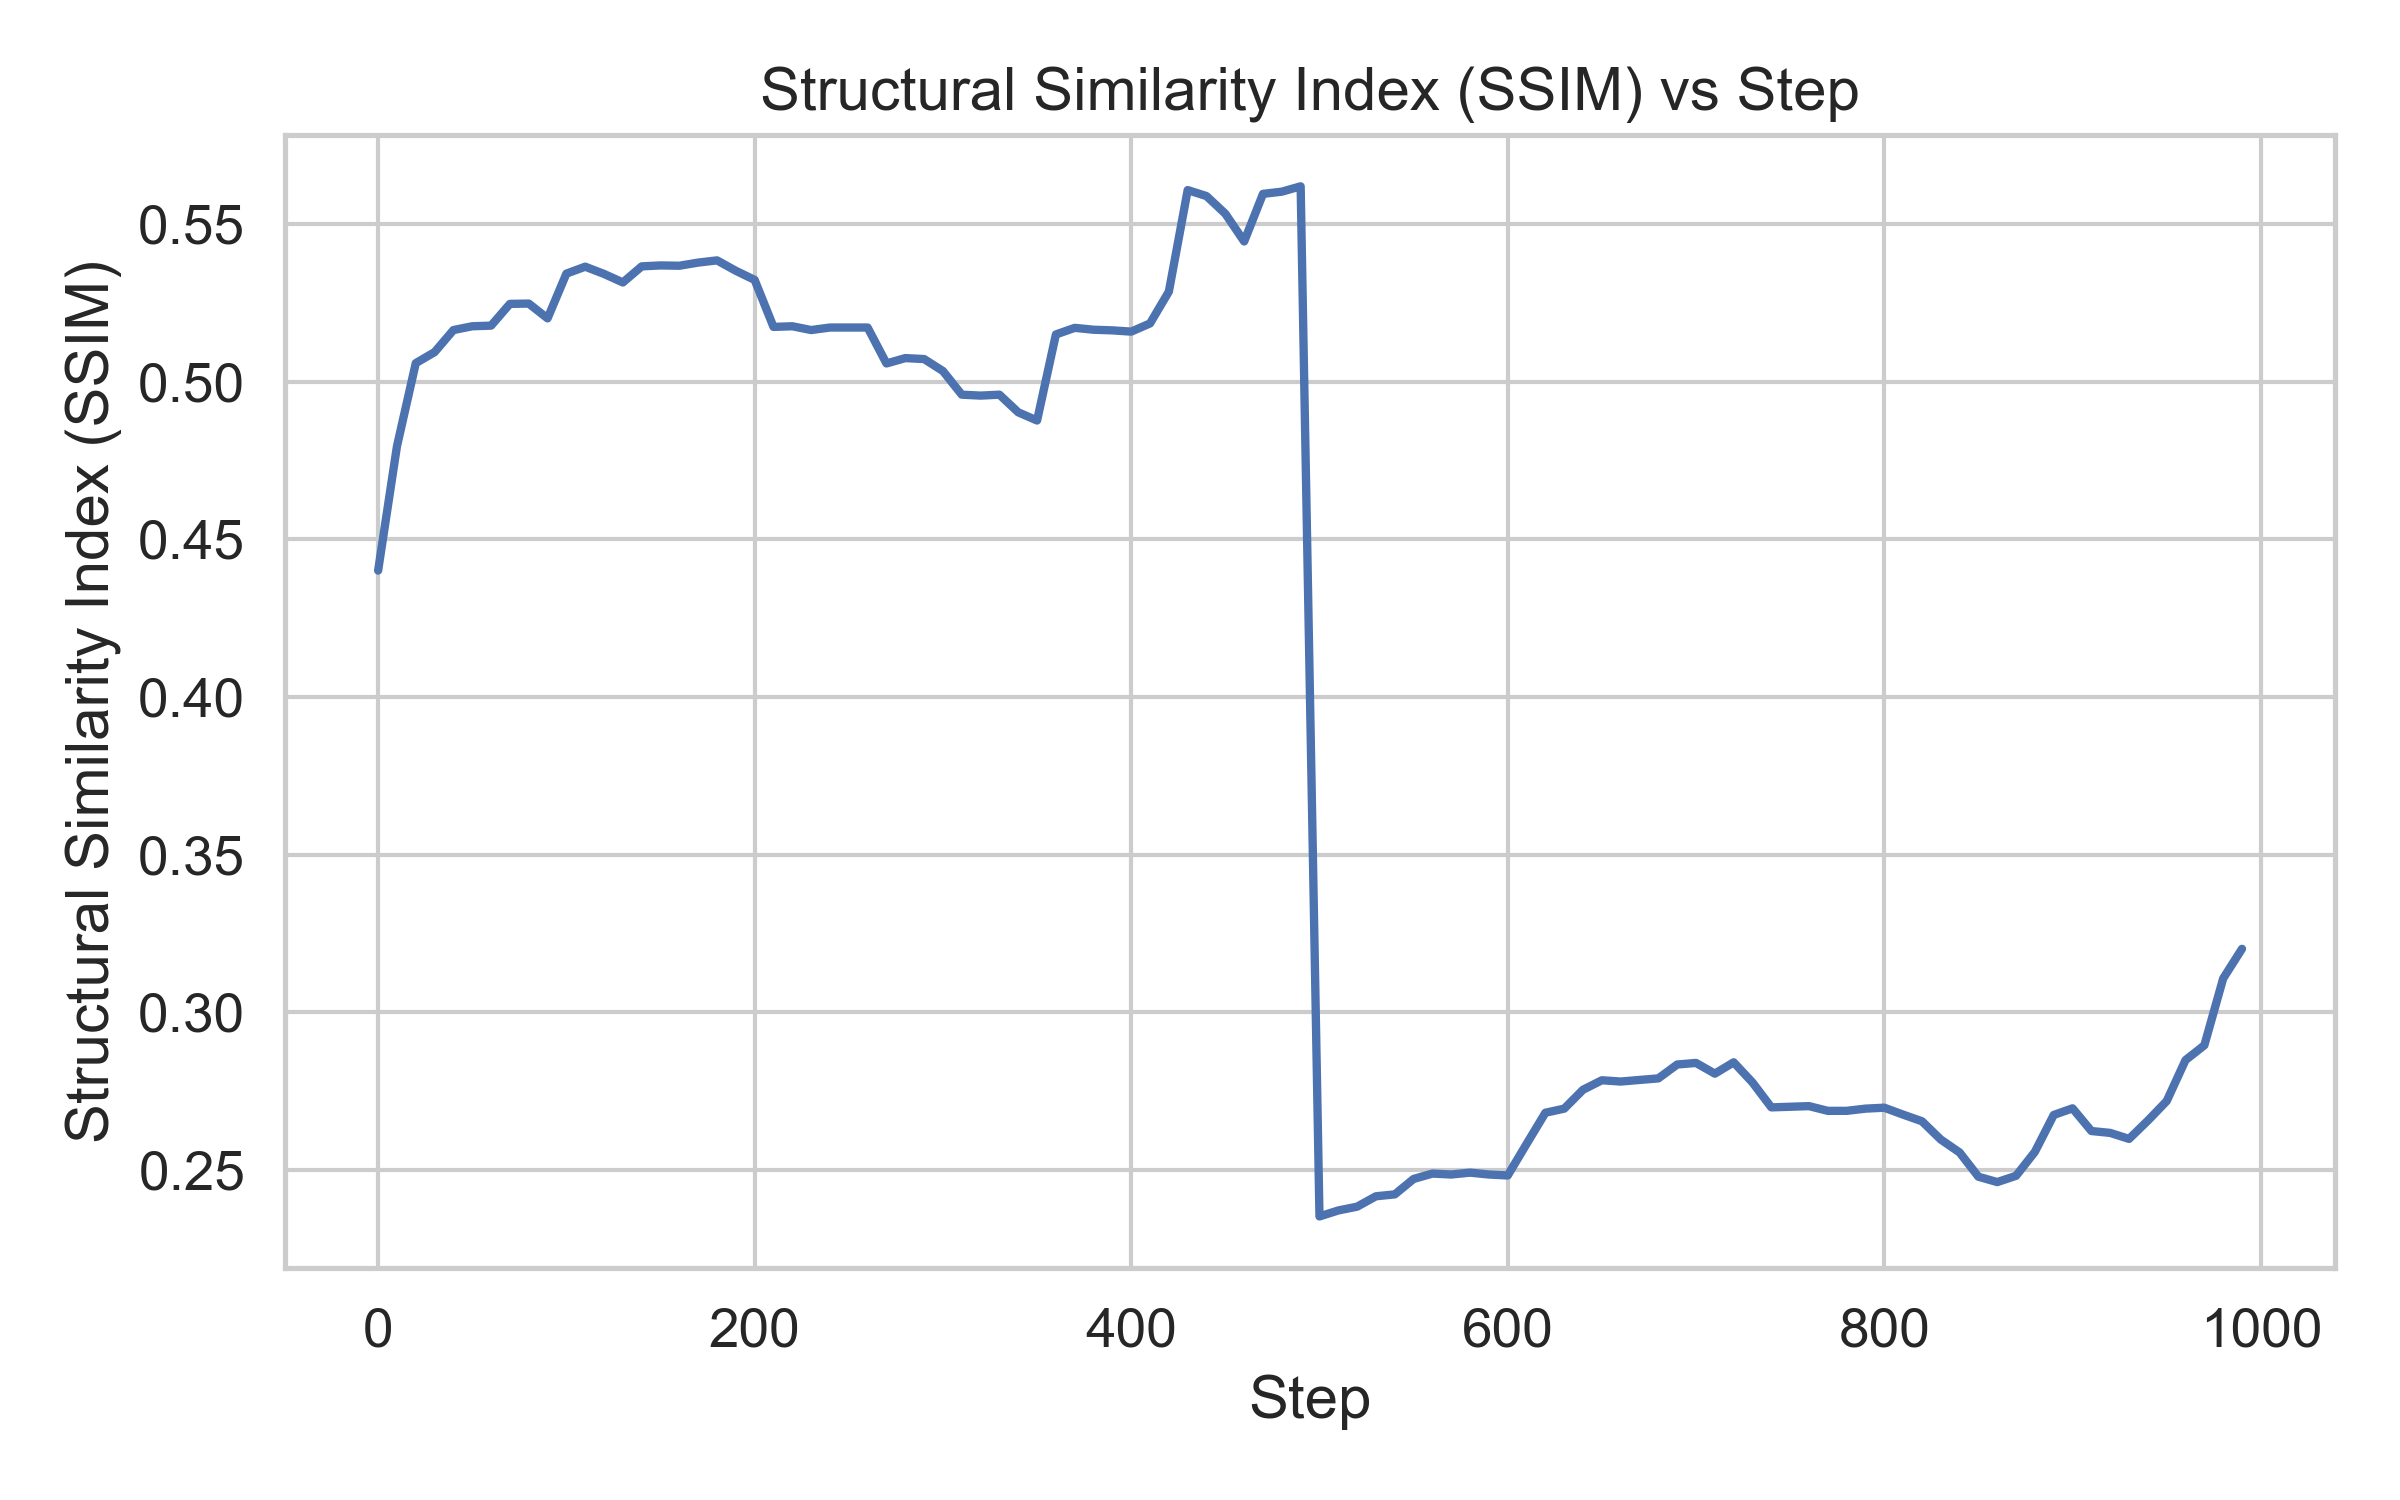 Structural Similarity Index (SSIM) vs Step
Structural Similarity Index (SSIM)
0.55
0.50
0.45
0.40
0.35
0.30
0.25
0 200 400 600 800 1000
Step